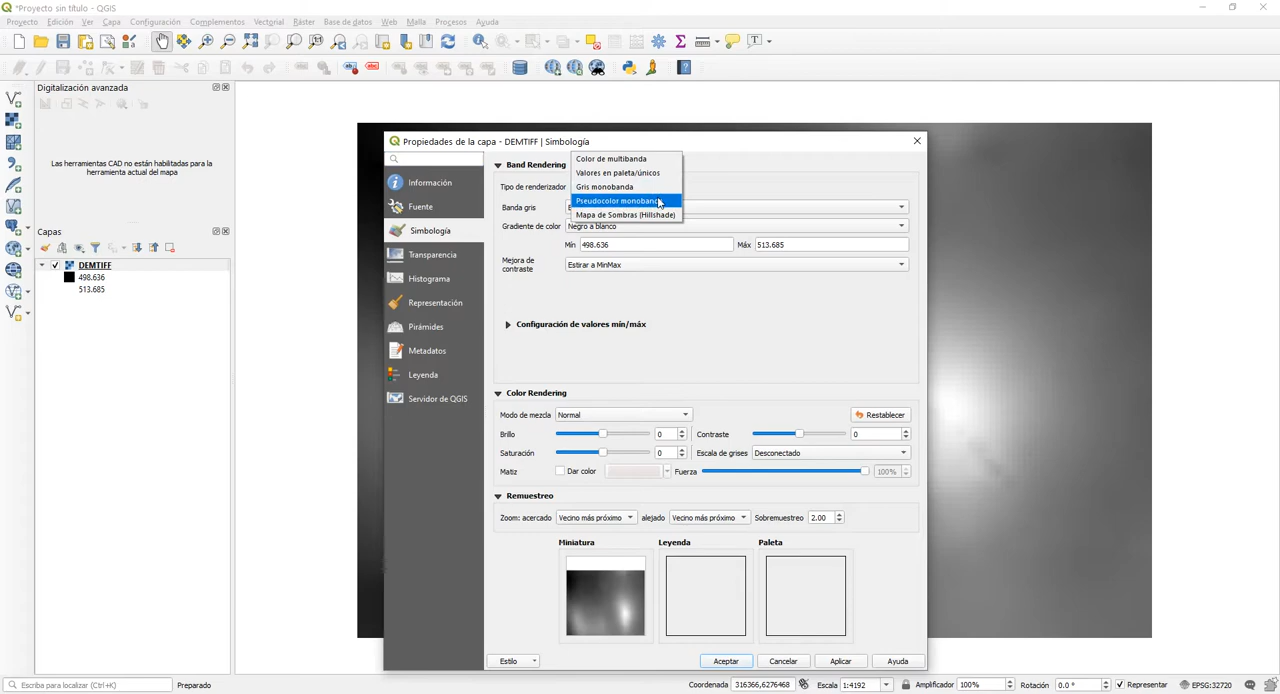 *Proyecto sin título - QGIS
Proyecto Edición Ver Capa Configuración Complementos Vectorial Ráster Base de datos Web Malla Procesos Ayuda
Digitalización avanzada
Las herramientas CAD no están habilitadas para la
herramienta actual del mapa
Capas
DEMTIFF
498.636
513.685
Propiedades de la capa - DEMTIFF | Simbología
Información
Fuente
Simbología
Transparencia
Histograma
Representación
Pirámides
Metadatos
Leyenda
Servidor de QGIS
Band Rendering
Tipo de renderizador
Color de multibanda
Valores en paleta/únicos
Gris monobanda
Pseudocolor monobanda
Mapa de Sombras (Hillshade)
Banda gris
Gradiente de color Negro a blanco
Mín 498.636 Máx 513.685
Mejora de
contraste
Estirar a MinMax
Configuración de valores mín/máx
Color Rendering
Modo de mezcla Normal Restablecer
Brillo 0 Contraste 0
Saturación 0 Escala de grises Desconectado
Matiz Dar color Fuerza 100%
Remuestreo
Zoom: acercado Vecino más próximo alejado Vecino más próximo Sobremuestreo 2.00
Miniatura Leyenda Paleta
Estilo Aceptar Cancelar Aplicar Ayuda
Escriba para localizar (Ctrl+K) Preparado Coordenada 316366,6276468 Escala 1:4192 Amplificador 100% Rotación 0.0 ° Representar EPSG:32720